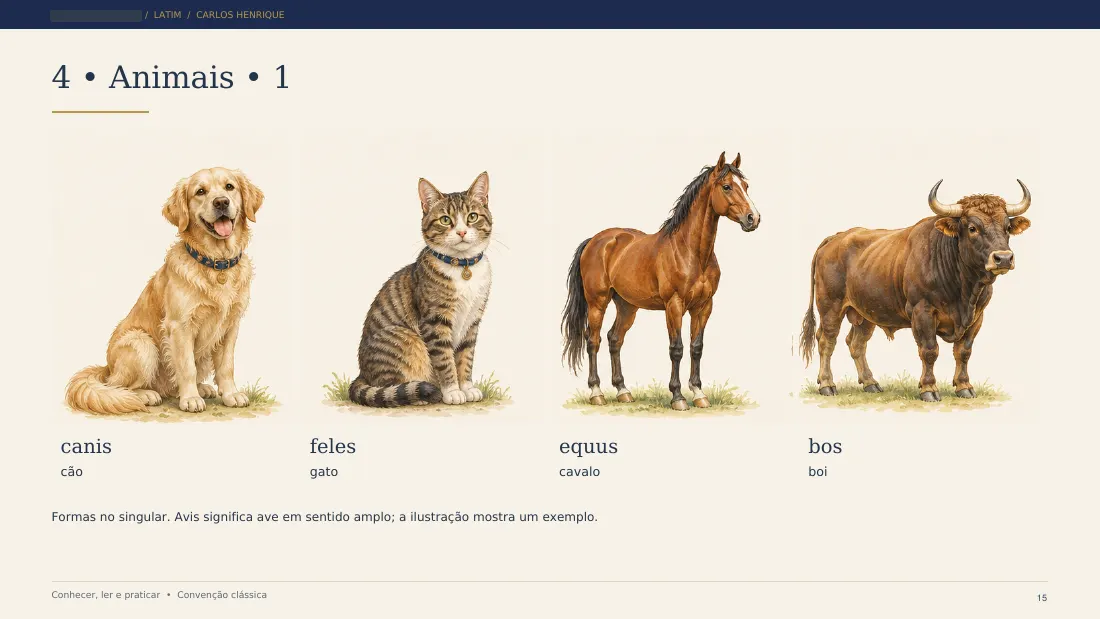 / LATIM / CARLOS HENRIQUE
4 • Animais • 1
canis
cão
feles
gato
equus
cavalo
bos
boi
Formas no singular. Avis significa ave em sentido amplo; a ilustração mostra um exemplo.
Conhecer, ler e praticar • Convenção clássica
15